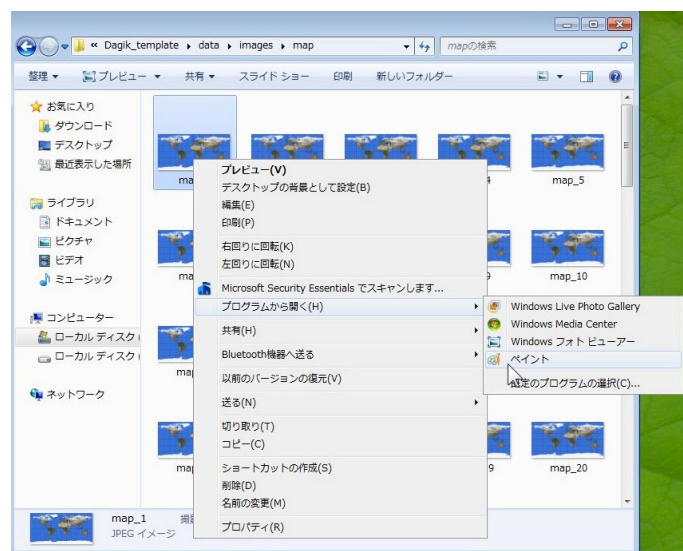 « Dagik_template ▸ data ▸ images ▸ map
mapの検索
整理 プレビュー 共有 スライド ショー 印刷 新しいフォルダー
お気に入り
ダウンロード
デスクトップ
最近表示した場所
ライブラリ
ドキュメント
ピクチャ
ビデオ
ミュージック
コンピューター
ローカル ディスク
ローカル ディスク
ネットワーク
map_5
map_10
map_20
プレビュー(V)
デスクトップの背景として設定(B)
編集(E)
印刷(P)
右回りに回転(K)
左回りに回転(N)
Microsoft Security Essentials でスキャンします...
プログラムから開く(H)
共有(H)
Bluetooth機器へ送る
以前のバージョンの復元(V)
送る(N)
切り取り(T)
コピー(C)
ショートカットの作成(S)
削除(D)
名前の変更(M)
プロパティ(R)
Windows Live Photo Gallery
Windows Media Center
Windows フォト ビューアー
ペイント
既定のプログラムの選択(C)...
map_1
JPEG イメージ